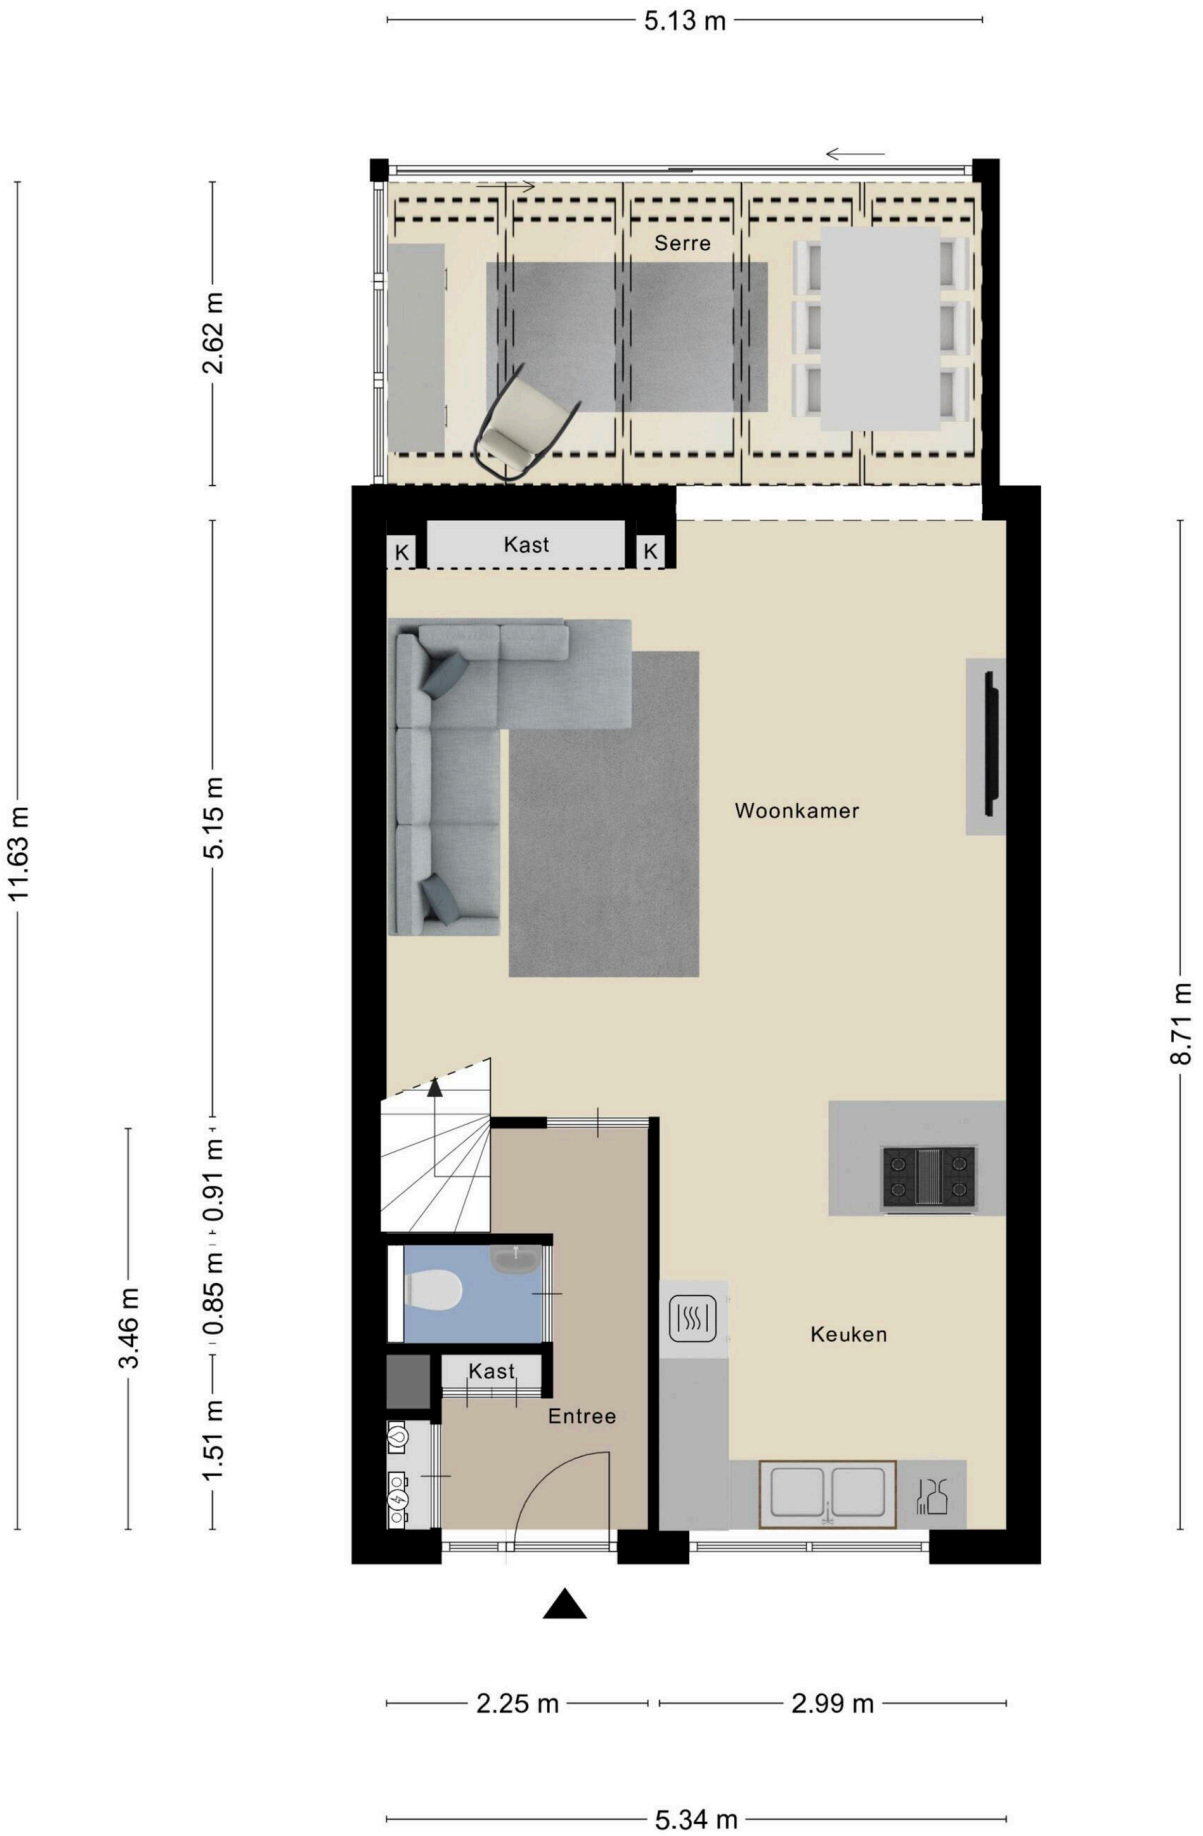 5.13 m
Serre
2.62 m
K
Kast
K
Woonkamer
5.15 m
11.63 m
8.71 m
0.91 m
0.85 m
3.46 m
Keuken
Kast
Entree
1.51 m
2.25 m
2.99 m
5.34 m